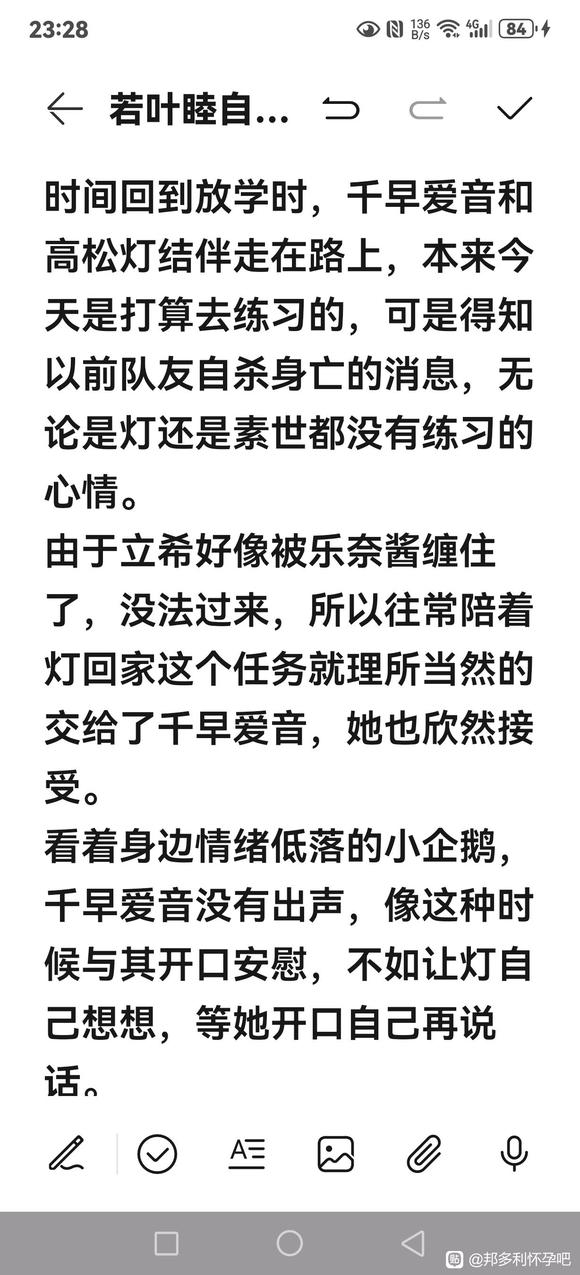 23:28
136
B/s
4G
84
若叶睦自...
时间回到放学时，千早爱音和
高松灯结伴走在路上，本来今
天是打算去练习的，可是得知
以前队友自杀身亡的消息，无
论是灯还是素世都没有练习的
心情。
由于立希好像被乐奈酱缠住
了，没法过来，所以往常陪着
灯回家这个任务就理所当然的
交给了千早爱音，她也欣然接
受。
看着身边情绪低落的小企鹅，
千早爱音没有出声，像这种时
候与其开口安慰，不如让灯自
己想想，等她开口自己再说
话。
A
贴 @邦多利怀孕吧